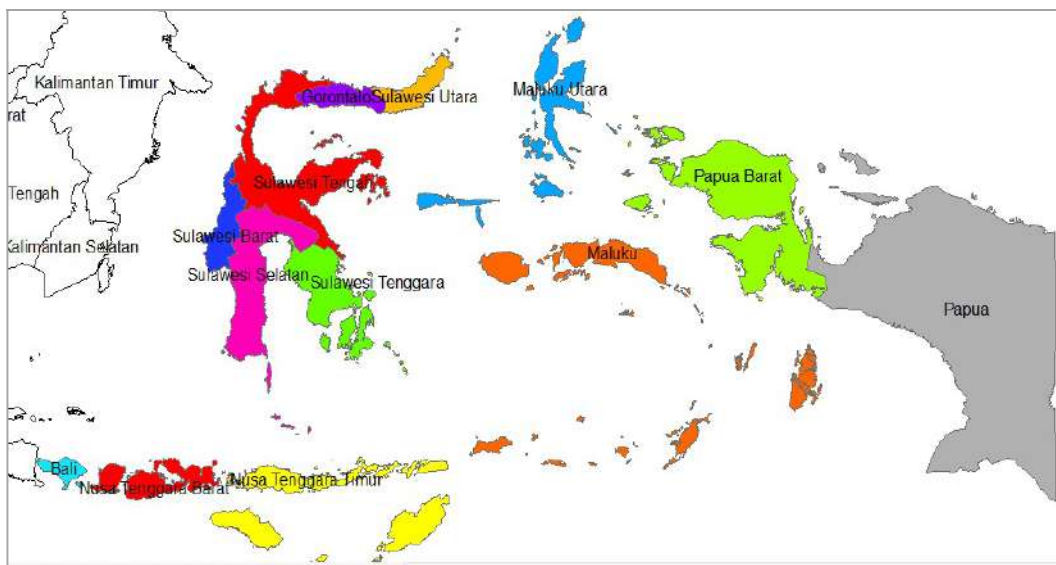 Kalimantan Timur
Gorontalo
Sulawesi Utara
Maluku Utara
rat
Sulawesi Tengah
Papua Barat
Tengah
Sulawesi Barat
Kalimantan Selatan
Maluku
Sulawesi Selatan
Sulawesi Tenggara
Papua
Bali
Nusa Tenggara Barat
Nusa Tenggara Timur